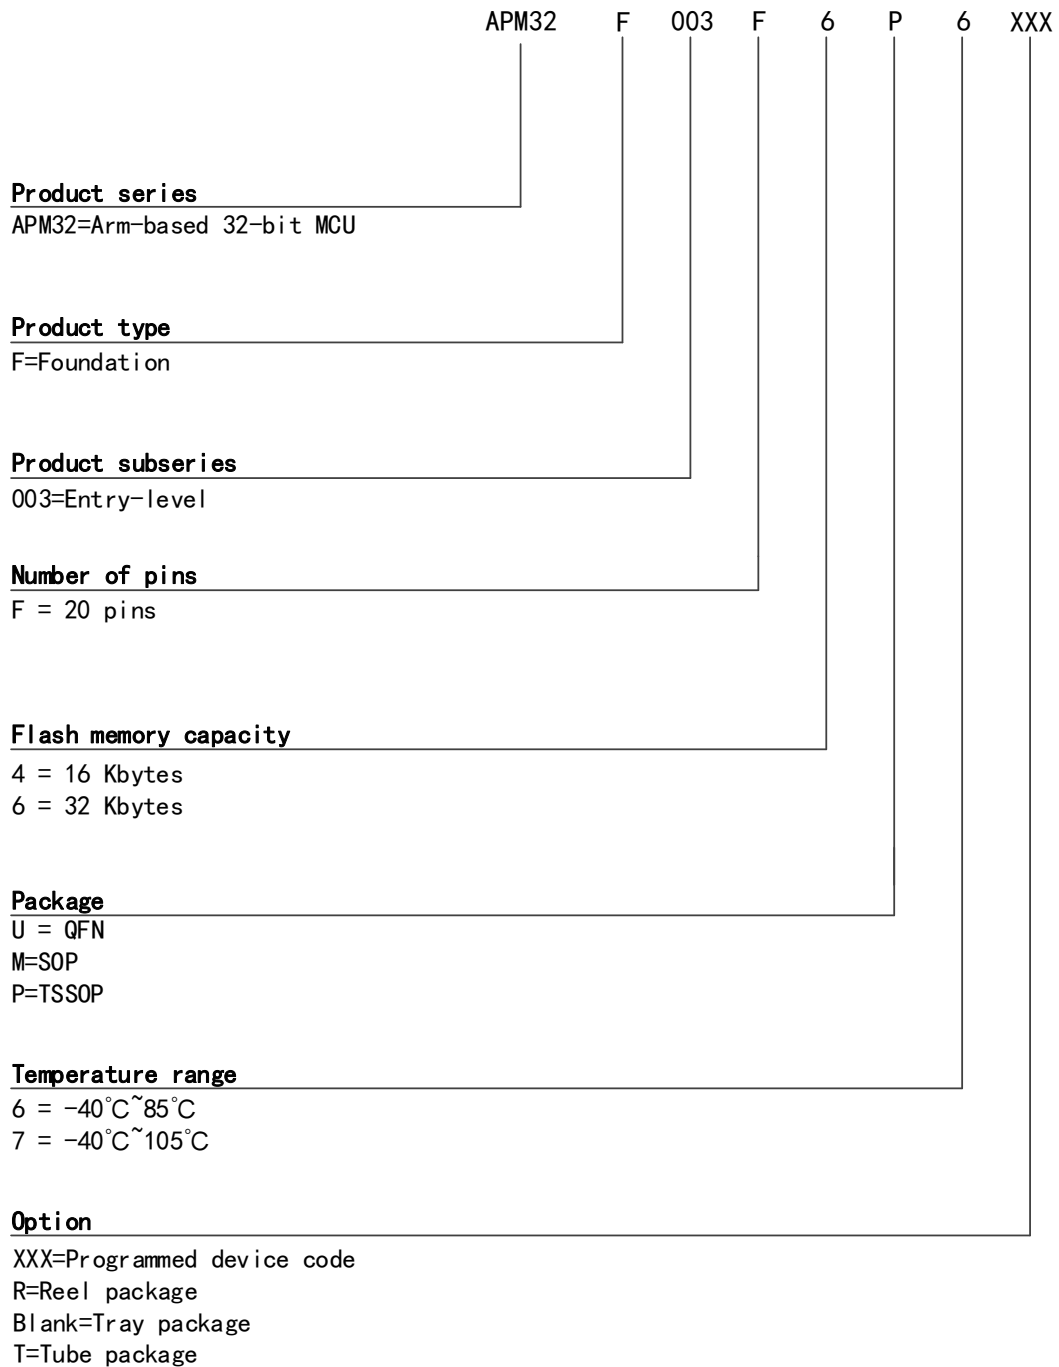 APM32 F 003 F 6 P 6 XXX
Product series
APM32=Arm-based 32-bit MCU
Product type
F=Foundation
Product subseries
003=Entry-level
Number of pins
F = 20 pins
Flash memory capacity
4 = 16 Kbytes
6 = 32 Kbytes
Package
U = QFN
M=SOP
P=TSSOP
Temperature range
6 = -40℃~85℃
7 = -40℃~105℃
Option
XXX=Programmed device code
R=Reel package
Blank=Tray package
T=Tube package